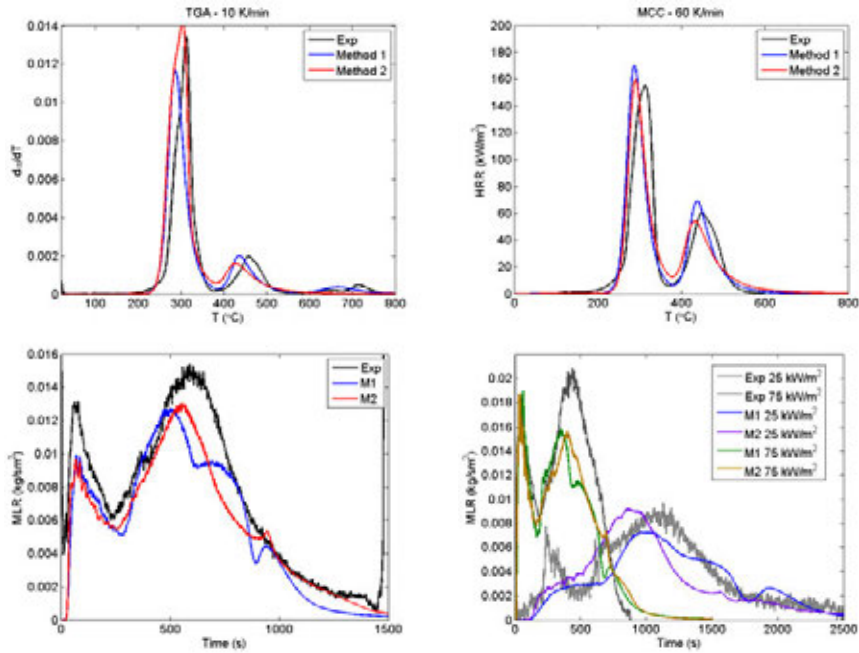 TGA - 10 K/min
0.014
0.012
0.01
0.008
0.006
0.004
0.002
0
100 200 300 400 500 600 700 800
T (°C)
Exp
Method 1
Method 2
MCC - 60 K/min
200
180
160
140
120
100
80
60
40
20
0
0 200 400 600 800
HRR (kW/m²)
T (°C)
Exp
Method 1
Method 2
0.016
0.014
0.012
0.01
0.008
0.006
0.004
0.002
0
0 500 1000 1500
MLR (kg/sm²)
Time (s)
Exp
M1
M2
0.02
0.018
0.016
0.014
0.012
0.01
0.008
0.006
0.004
0.002
0
0 500 1000 1500 2000 2500
MLR (kg/sm²)
Time (s)
Exp 25 kW/m²
Exp 75 kW/m²
M1 25 kW/m²
M2 25 kW/m²
M1 75 kW/m²
M2 75 kW/m²